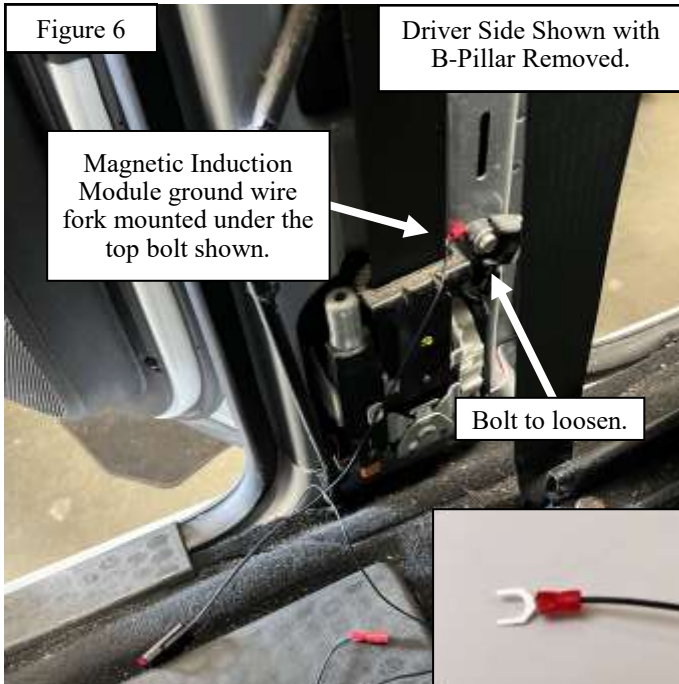 Figure 6
Driver Side Shown with
B-Pillar Removed.
Magnetic Induction
Module ground wire
fork mounted under the
top bolt shown.
Bolt to loosen.